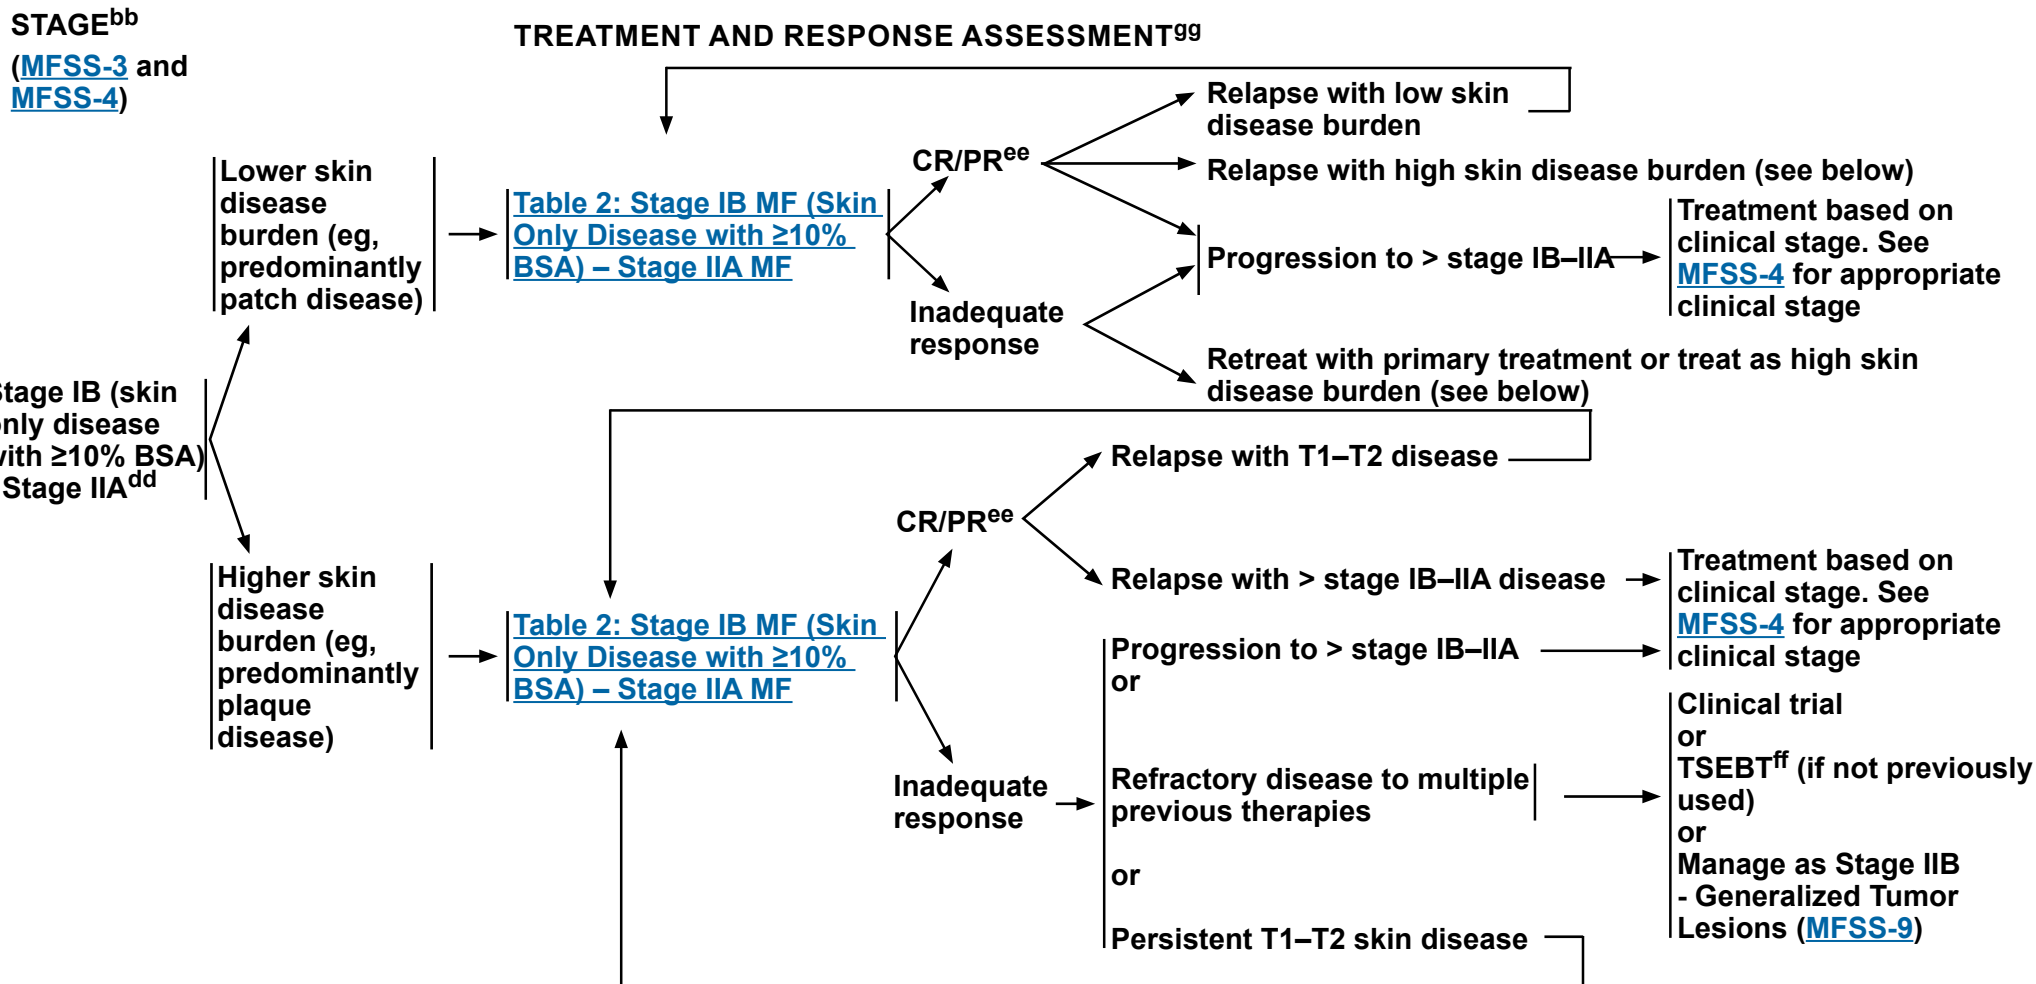 STAGEbb
(MFSS-3 and
MFSS-4)
TREATMENT AND RESPONSE ASSESSMENTgg
Stage IB (skin
only disease
with ≥10% BSA)
Stage IIAdd
Lower skin
disease
burden (eg,
predominantly
patch disease)
Table 2: Stage IB MF (Skin
Only Disease with ≥10%
BSA) – Stage IIA MF
CR/PRee
Relapse with low skin
disease burden
Relapse with high skin disease burden (see below)
Progression to > stage IB–IIA
Treatment based on
clinical stage. See
MFSS-4 for appropriate
clinical stage
Inadequate
response
Retreat with primary treatment or treat as high skin
disease burden (see below)
Higher skin
disease
burden (eg,
predominantly
plaque
disease)
Table 2: Stage IB MF (Skin
Only Disease with ≥10%
BSA) – Stage IIA MF
CR/PRee
Relapse with T1–T2 disease
Relapse with > stage IB–IIA disease
Treatment based on
clinical stage. See
MFSS-4 for appropriate
clinical stage
Inadequate
response
Progression to > stage IB–IIA
or
Refractory disease to multiple
previous therapies
or
Persistent T1–T2 skin disease
Clinical trial
or
TSEBTff (if not previously
used)
or
Manage as Stage IIB
- Generalized Tumor
Lesions (MFSS-9)